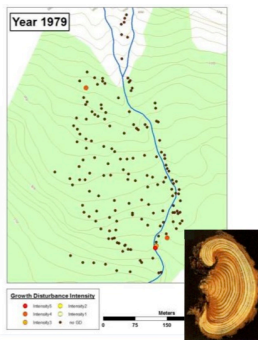 Year 1979
Growth Disturbance Intensity
Intensity5
Intensity2
Intensity4
Intensity1
Intensity3
no GD
Meters
0 75 150